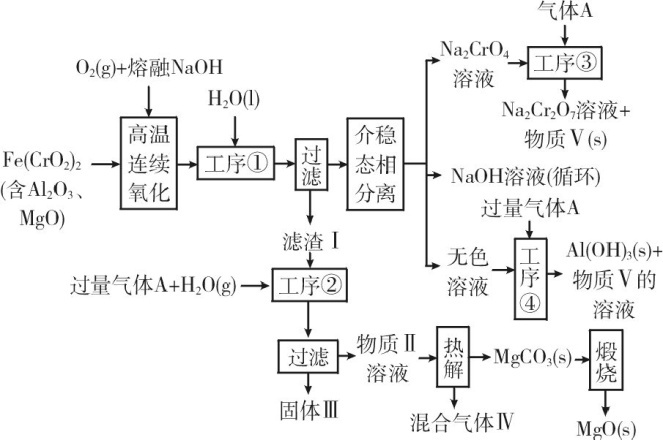 气体A
O₂(g)+熔融NaOH
Na₂CrO₄
溶液
工序③
H₂O(l)
Na₂Cr₂O₇溶液+
物质Ⅴ(s)
Fe(CrO₂)₂
(含Al₂O₃、
MgO)
高温
连续
氧化
工序①
过滤
介稳
态相
分离
NaOH溶液(循环)
过量气体A
滤渣Ⅰ
无色
溶液
工序④
Al(OH)₃(s)+
物质Ⅴ的
溶液
过量气体A+H₂O(g)
工序②
过滤
物质Ⅱ
溶液
热解
MgCO₃(s)
煅烧
固体Ⅲ
混合气体Ⅳ
MgO(s)